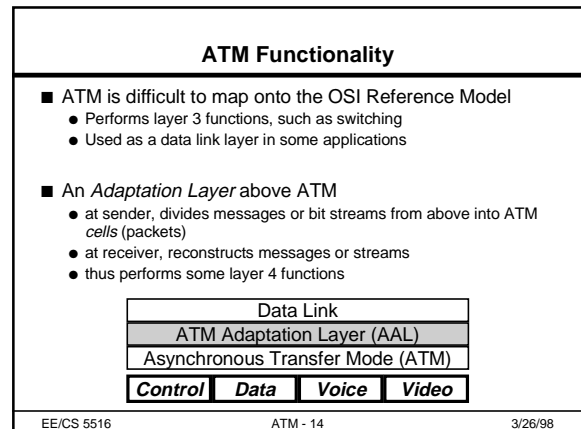 ATM Functionality
■ ATM is difficult to map onto the OSI Reference Model
● Performs layer 3 functions, such as switching
● Used as a data link layer in some applications
■ An Adaptation Layer above ATM
● at sender, divides messages or bit streams from above into ATM
cells (packets)
● at receiver, reconstructs messages or streams
● thus performs some layer 4 functions
Data Link
ATM Adaptation Layer (AAL)
Asynchronous Transfer Mode (ATM)
Control Data Voice Video
EE/CS 5516 ATM - 14 3/26/98